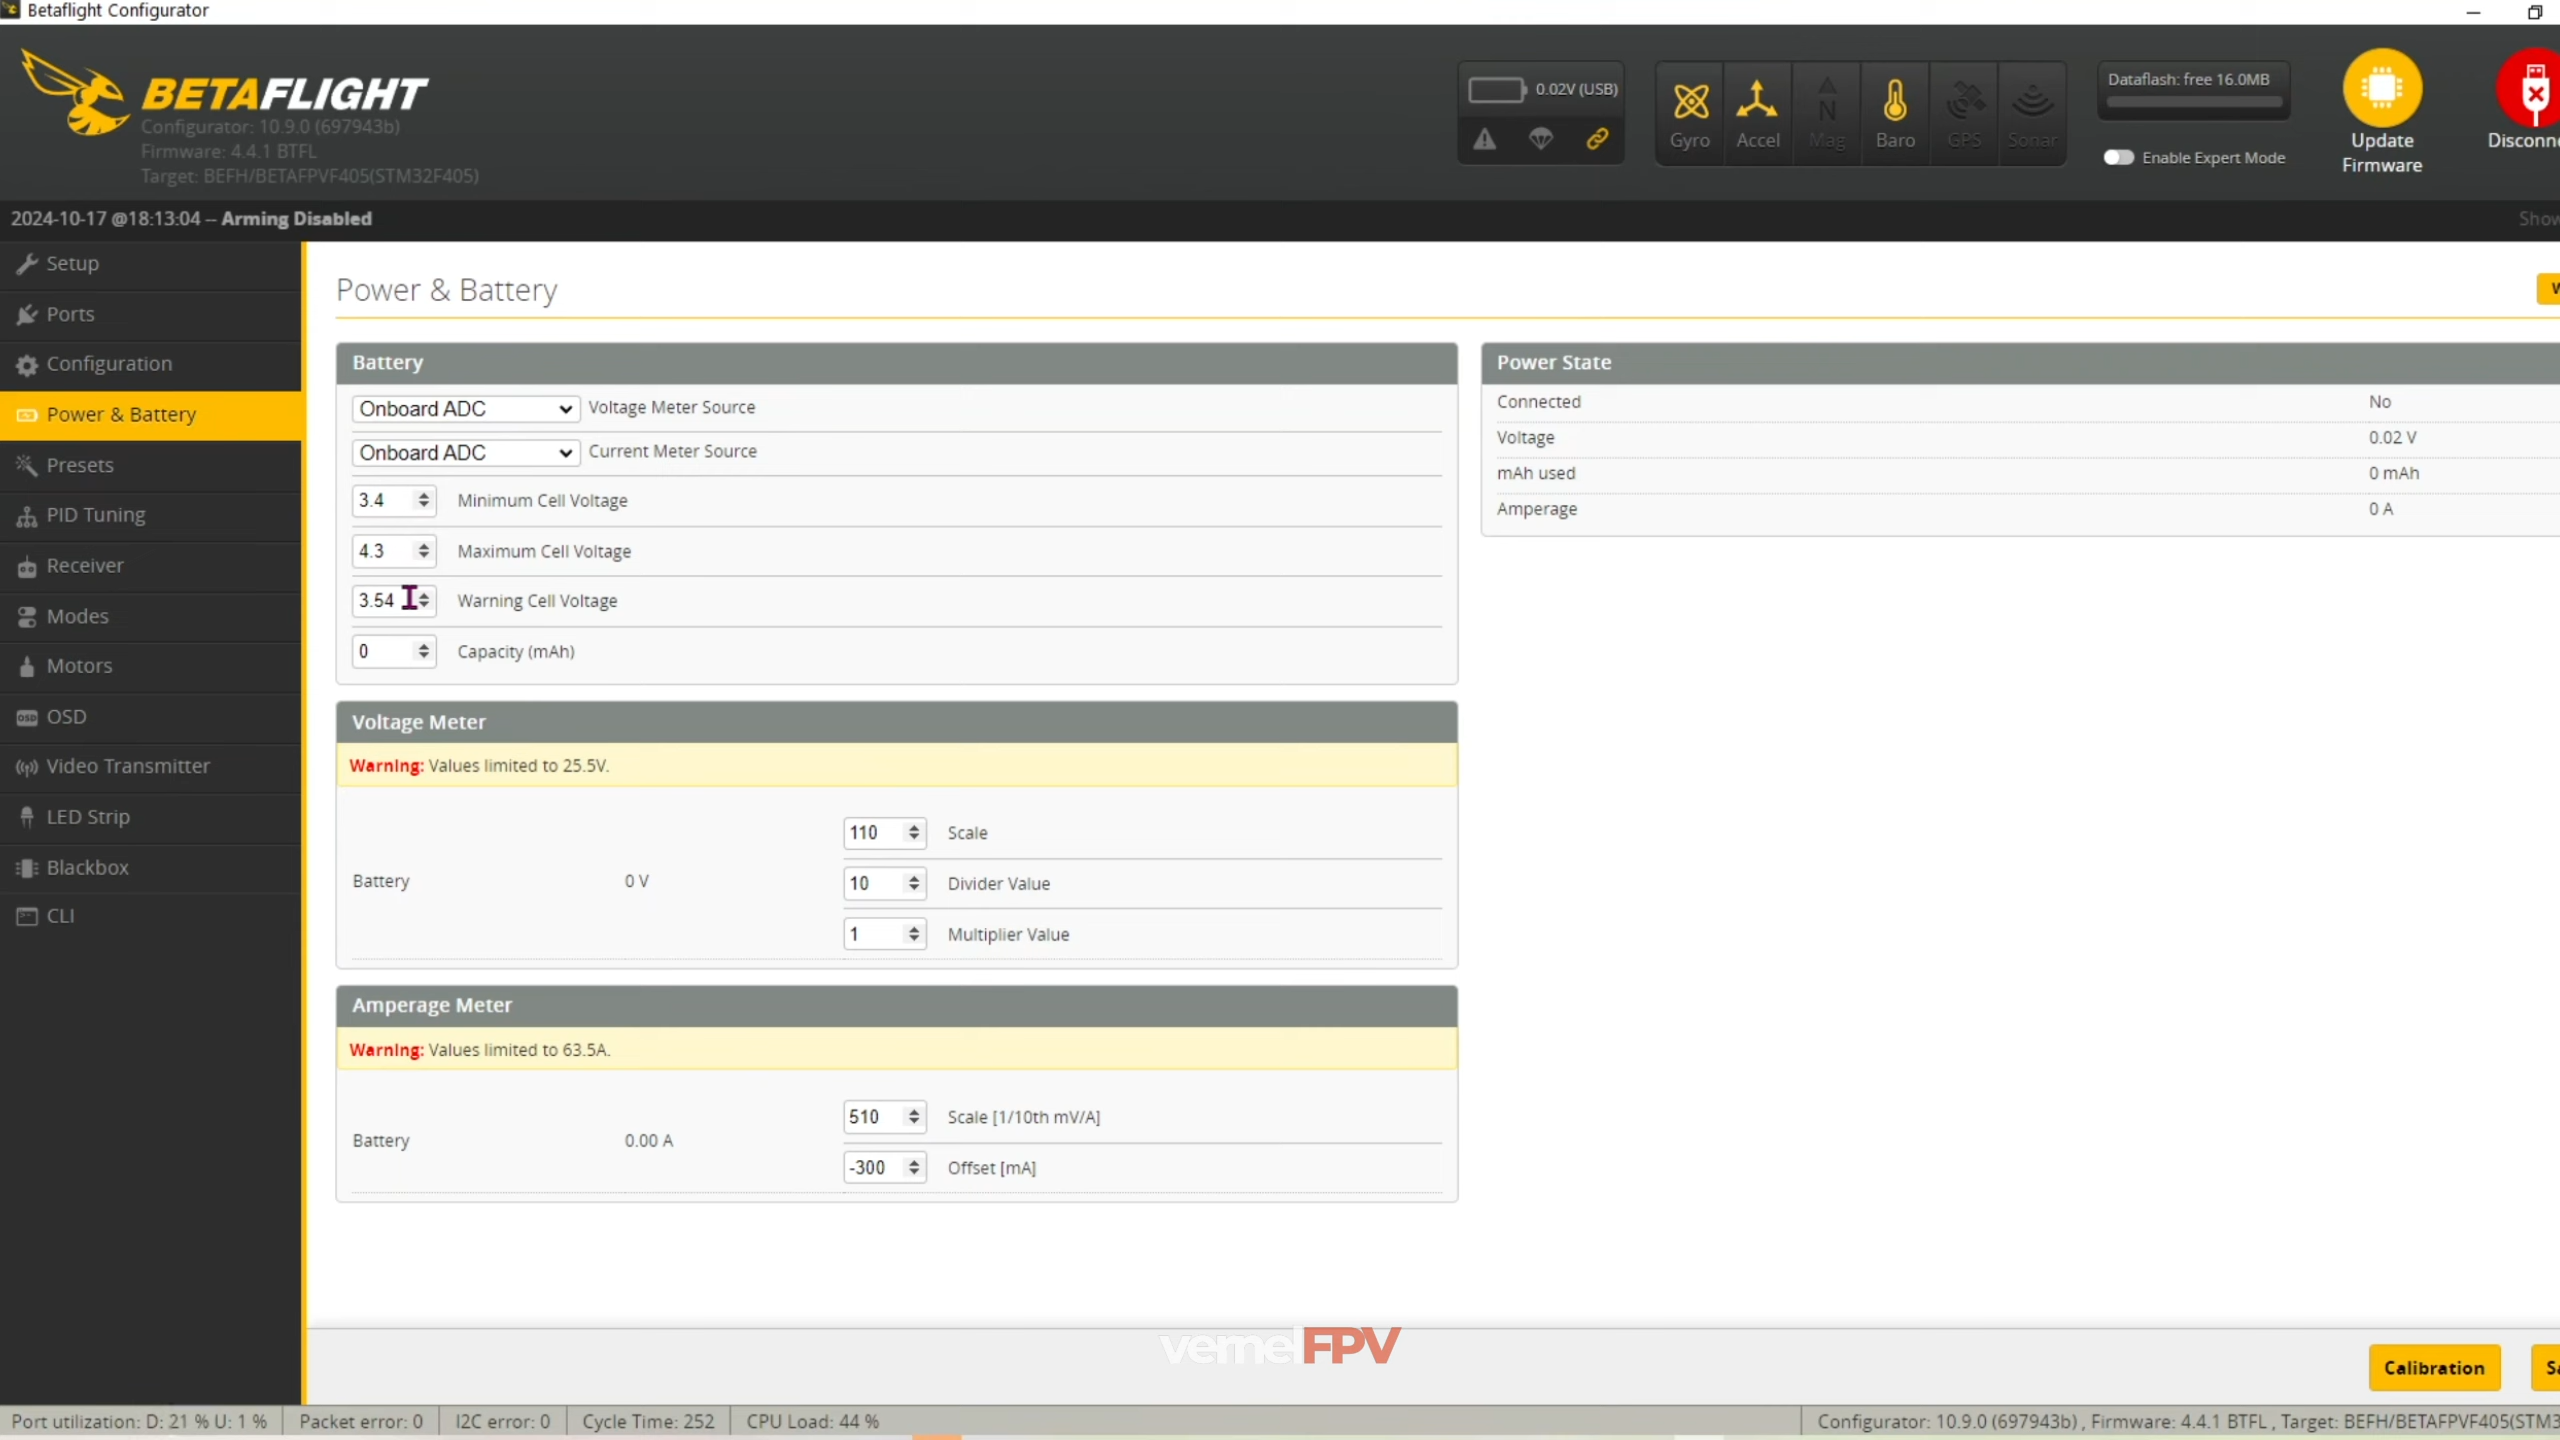 Betaflight Configurator
BETAFLIGHT
Configurator: 10.9.0 (697943b)
Firmware: 4.4.1 BTFL
Target: BEFH/BETAFPVF405(STM32F405)
0.02V (USB)
Gyro
Accel
Mag
Baro
GPS
Sonar
Dataflash: free 16.0MB
Enable Expert Mode
Update
Firmware
Disconne
2024-10-17 @18:13:04 -- Arming Disabled
Show
Setup
Ports
Configuration
Power & Battery
Presets
PID Tuning
Receiver
Modes
Motors
OSD
Video Transmitter
LED Strip
Blackbox
CLI
Power & Battery
W
Battery
Onboard ADC Voltage Meter Source
Onboard ADC Current Meter Source
3.4 Minimum Cell Voltage
4.3 Maximum Cell Voltage
3.54 Warning Cell Voltage
0 Capacity (mAh)
Power State
Connected No
Voltage 0.02 V
mAh used 0 mAh
Amperage 0 A
Voltage Meter
Warning: Values limited to 25.5V.
110 Scale
Battery 0 V
10 Divider Value
1 Multiplier Value
Amperage Meter
Warning: Values limited to 63.5A.
510 Scale [1/10th mV/A]
Battery 0.00 A
-300 Offset [mA]
vernelFPV
Calibration
Sa
Port utilization: D: 21 % U: 1 % Packet error: 0 I2C error: 0 Cycle Time: 252 CPU Load: 44 % Configurator: 10.9.0 (697943b) , Firmware: 4.4.1 BTFL , Target: BEFH/BETAFPVF405(STM3